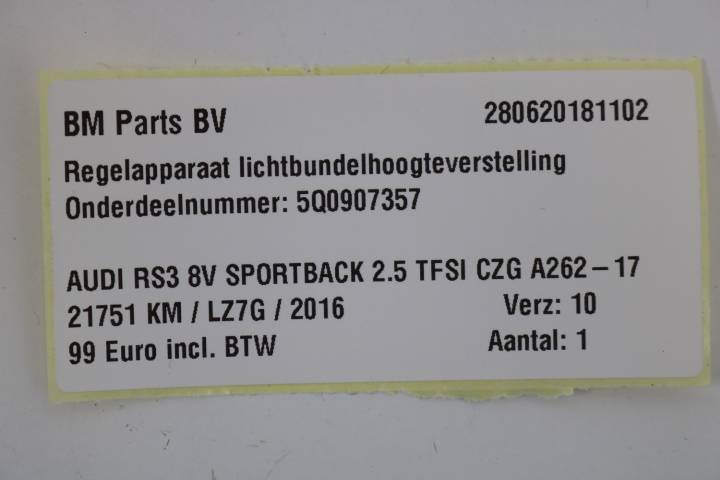 BM Parts BV 280620181102
Regelapparaat lichtbundelhoogteverstelling
Onderdeelnummer: 5Q0907357
AUDI RS3 8V SPORTBACK 2.5 TFSI CZG A262-17
21751 KM / LZ7G / 2016 Verz: 10
99 Euro incl. BTW Aantal: 1